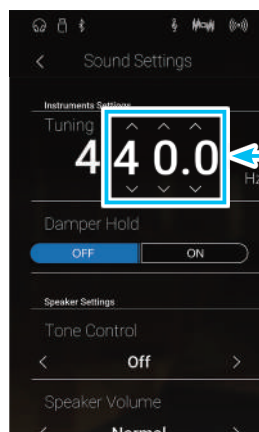 Sound Settings
Instruments Settings
Tuning
440.0
Hz
Damper Hold
OFF ON
Speaker Settings
Tone Control
Off
Speaker Volume
Normal